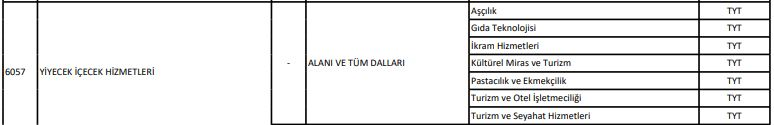 Aşçılık TYT
Gıda Teknolojisi TYT
İkram Hizmetleri TYT
6057 YİYECEK İÇECEK HİZMETLERİ - ALANI VE TÜM DALLARI Kültürel Miras ve Turizm TYT
Pastacılık ve Ekmekçilik TYT
Turizm ve Otel İşletmeciliği TYT
Turizm ve Seyahat Hizmetleri TYT